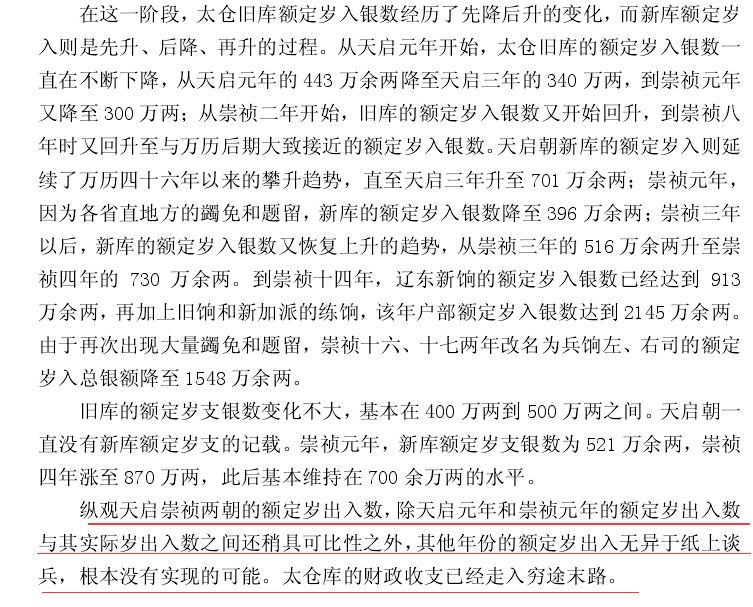 在这一阶段，太仓旧库额定岁入银数经历了先降后升的变化，而新库额定岁
入则是先升、后降、再升的过程。从天启元年开始，太仓旧库的额定岁入银数一
直在不断下降，从天启元年的 443 万余两降至天启三年的 340 万两，到崇祯元年
又降至 300 万两；从崇祯二年开始，旧库的额定岁入银数又开始回升，到崇祯八
年时又回升至与万历后期大致接近的额定岁入银数。天启朝新库的额定岁入则延
续了万历四十六年以来的攀升趋势，直至天启三年升至 701 万余两；崇祯元年，
因为各省直地方的蠲免和题留，新库的额定岁入银数降至 396 万余两；崇祯三年
以后，新库的额定岁入银数又恢复上升的趋势，从崇祯三年的 516 万余两升至崇
祯四年的 730 万余两。到崇祯十四年，辽东新饷的额定岁入银数已经达到 913
万余两，再加上旧饷和新加派的练饷，该年户部额定岁入银数达到 2145 万余两。
由于再次出现大量蠲免和题留，崇祯十六、十七两年改名为兵饷左、右司的额定
岁入总银额降至 1548 万余两。
旧库的额定岁支银数变化不大，基本在 400 万两到 500 万两之间。天启朝一
直没有新库额定岁支的记载。崇祯元年，新库额定岁支银数为 521 万余两，崇祯
四年涨至 870 万两，此后基本维持在 700 余万两的水平。
纵观天启崇祯两朝的额定岁出入数，除天启元年和崇祯元年的额定岁出入数
与其实际岁出入数之间还稍具可比性之外，其他年份的额定岁出入无异于纸上谈
兵，根本没有实现的可能。太仓库的财政收支已经走入穷途末路。